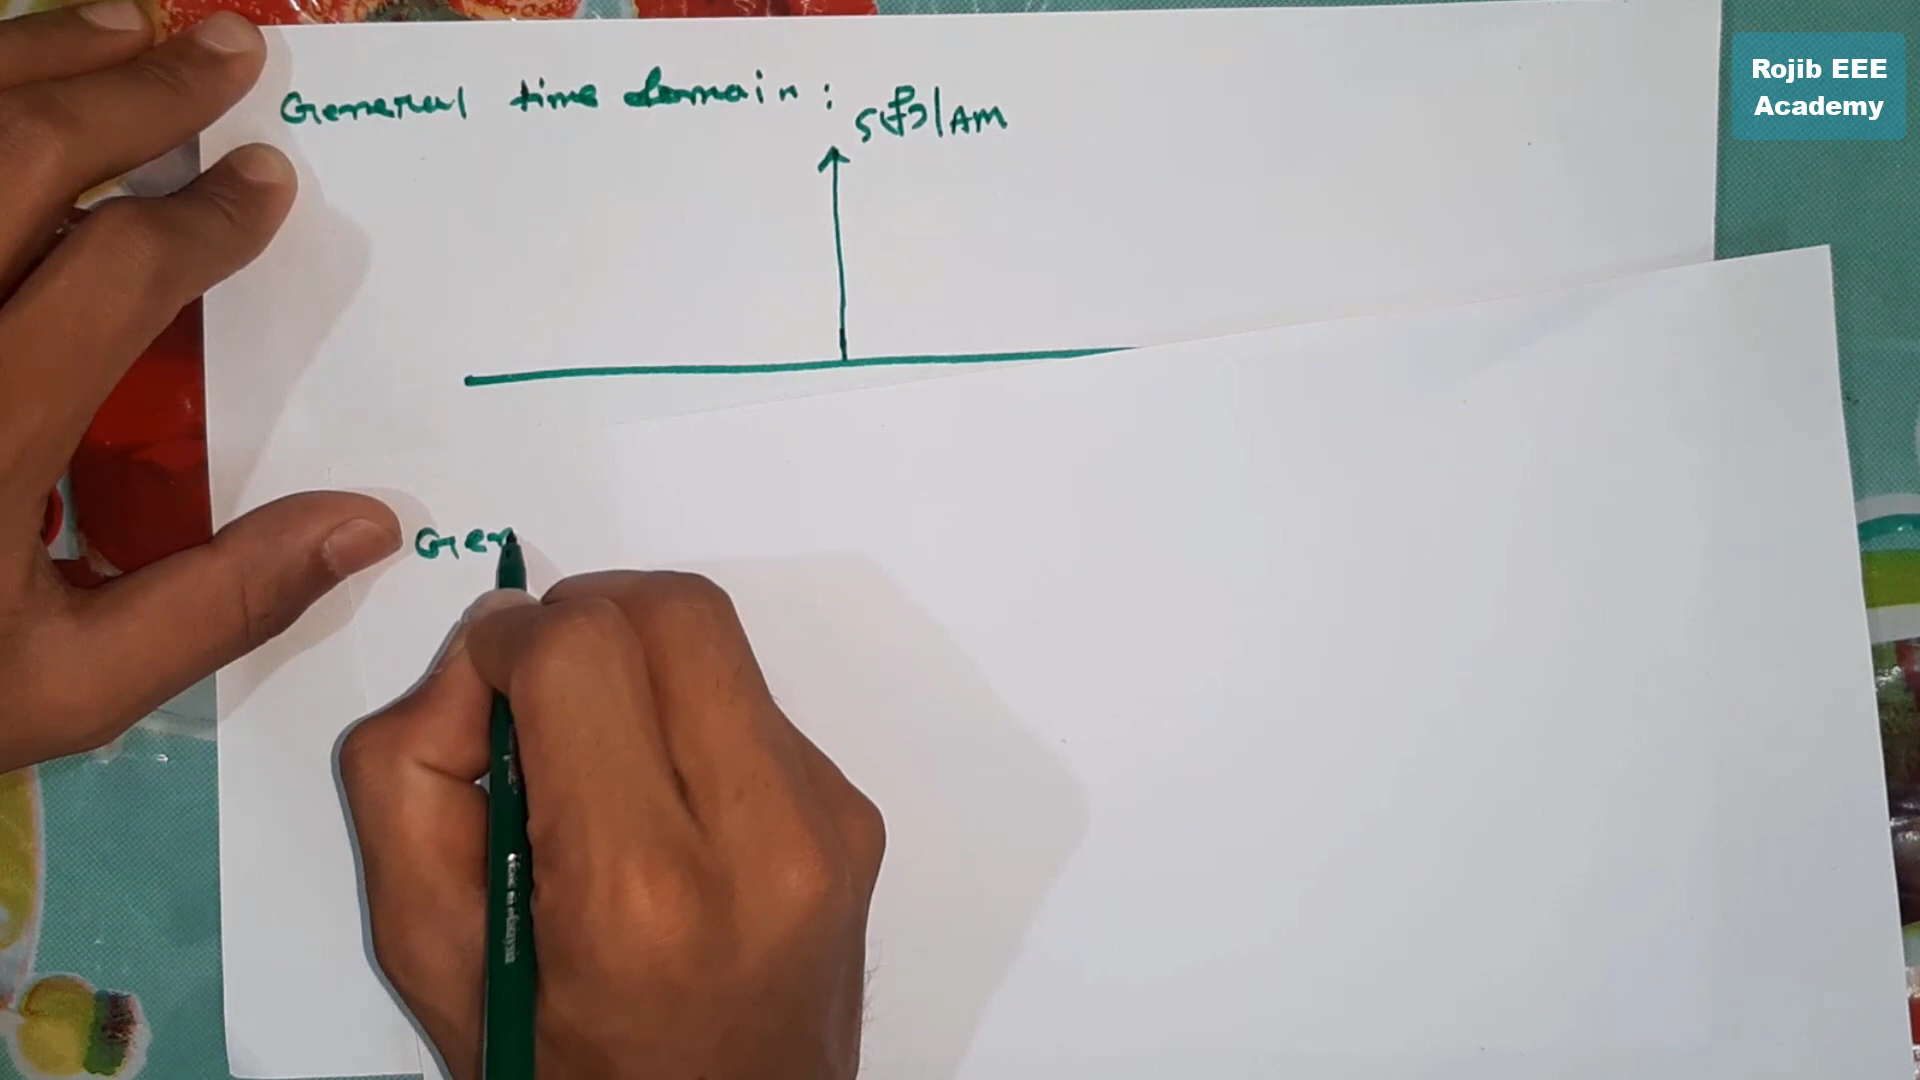 General time domain :
S(t)|AM
Gen
Rojib EEE
Academy